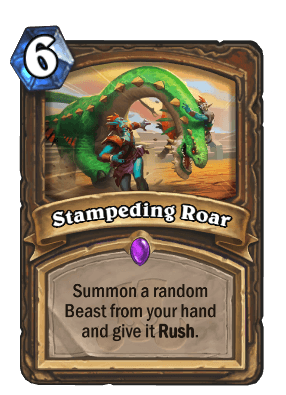 6
Stampeding Roar
Summon a random
Beast from your hand
and give it Rush.